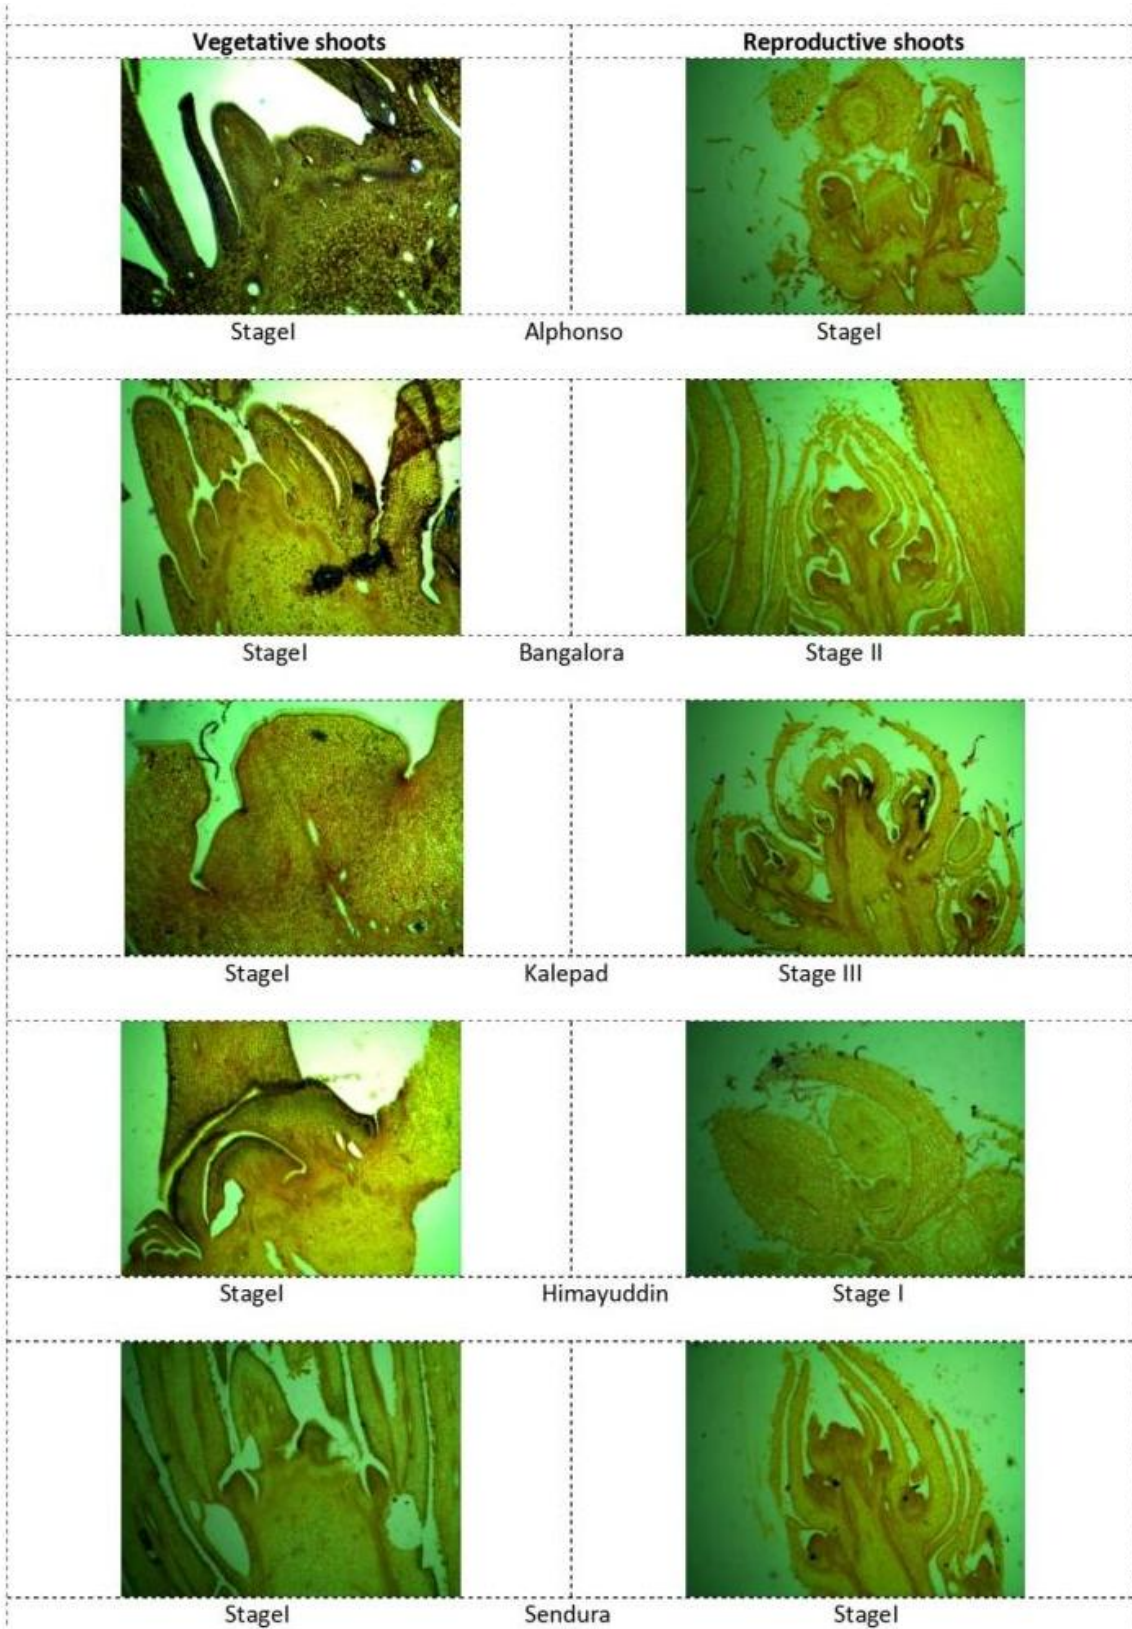 Vegetative shoots Reproductive shoots
StageI Alphonso StageI
StageI Bangalora Stage II
StageI Kalepad Stage III
StageI Himayuddin Stage I
StageI Sendura StageI